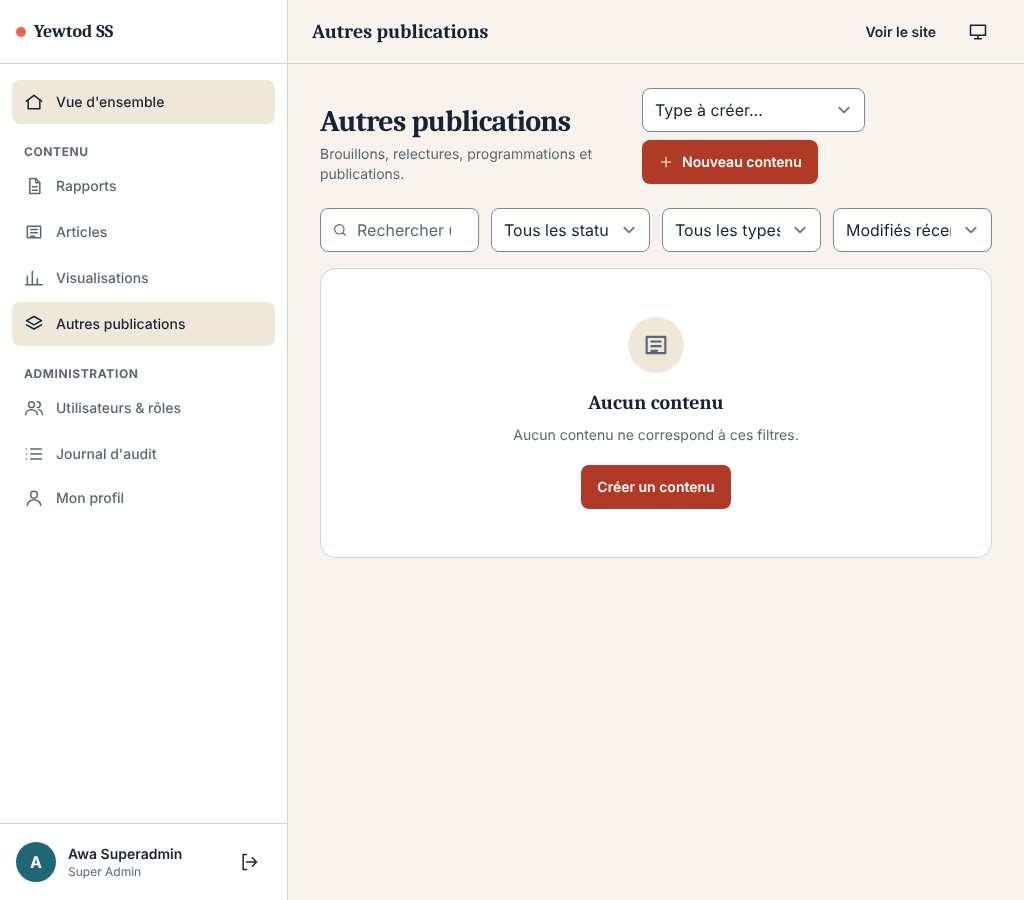 Yewtod SS
Autres publications
Voir le site
Vue d'ensemble
CONTENU
Rapports
Articles
Visualisations
Autres publications
ADMINISTRATION
Utilisateurs & rôles
Journal d'audit
Mon profil
A
Awa Superadmin
Super Admin
Autres publications
Brouillons, relectures, programmations et
publications.
Type à créer…
Nouveau contenu
Rechercher
Tous les statu
Tous les types
Modifiés récen
Aucun contenu
Aucun contenu ne correspond à ces filtres.
Créer un contenu